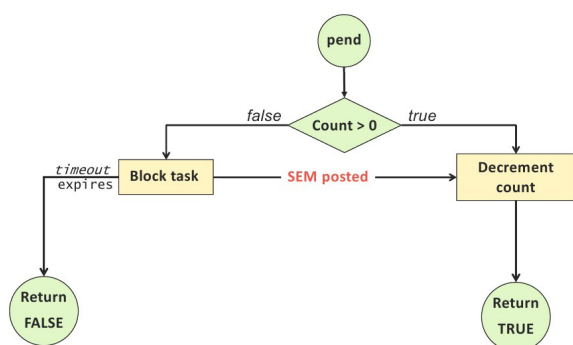 pend
false
Count > 0
true
timeout
expires
Block task
SEM posted
Decrement
count
Return
FALSE
Return
TRUE